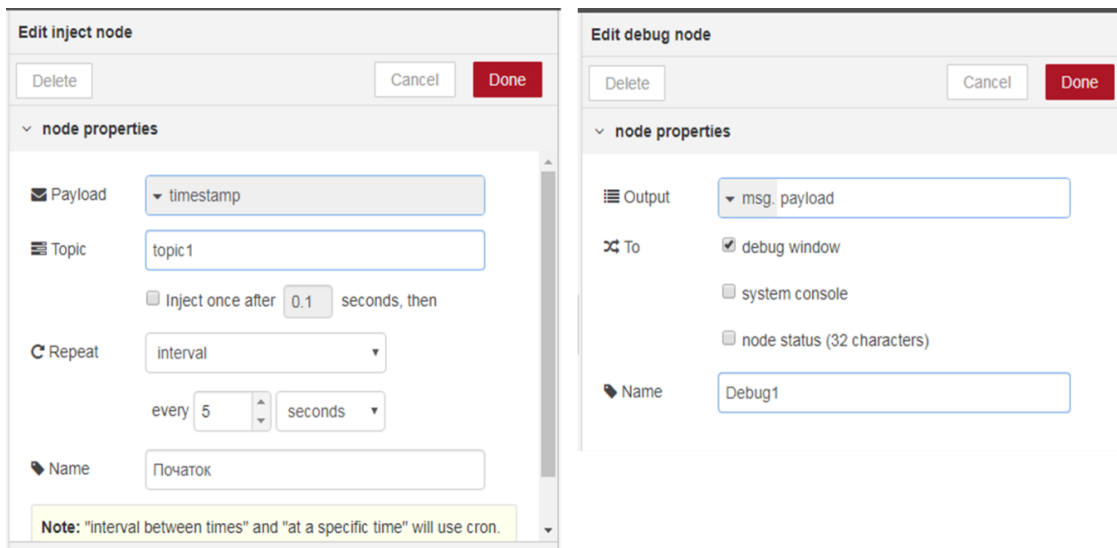 Edit inject node
Delete
Cancel
Done
node properties
Payload
timestamp
Topic
topic1
Inject once after 0.1 seconds, then
Repeat
interval
every 5 seconds
Name
Початок
Note: "interval between times" and "at a specific time" will use cron.
Edit debug node
Delete
Cancel
Done
node properties
Output
msg. payload
To
debug window
system console
node status (32 characters)
Name
Debug1